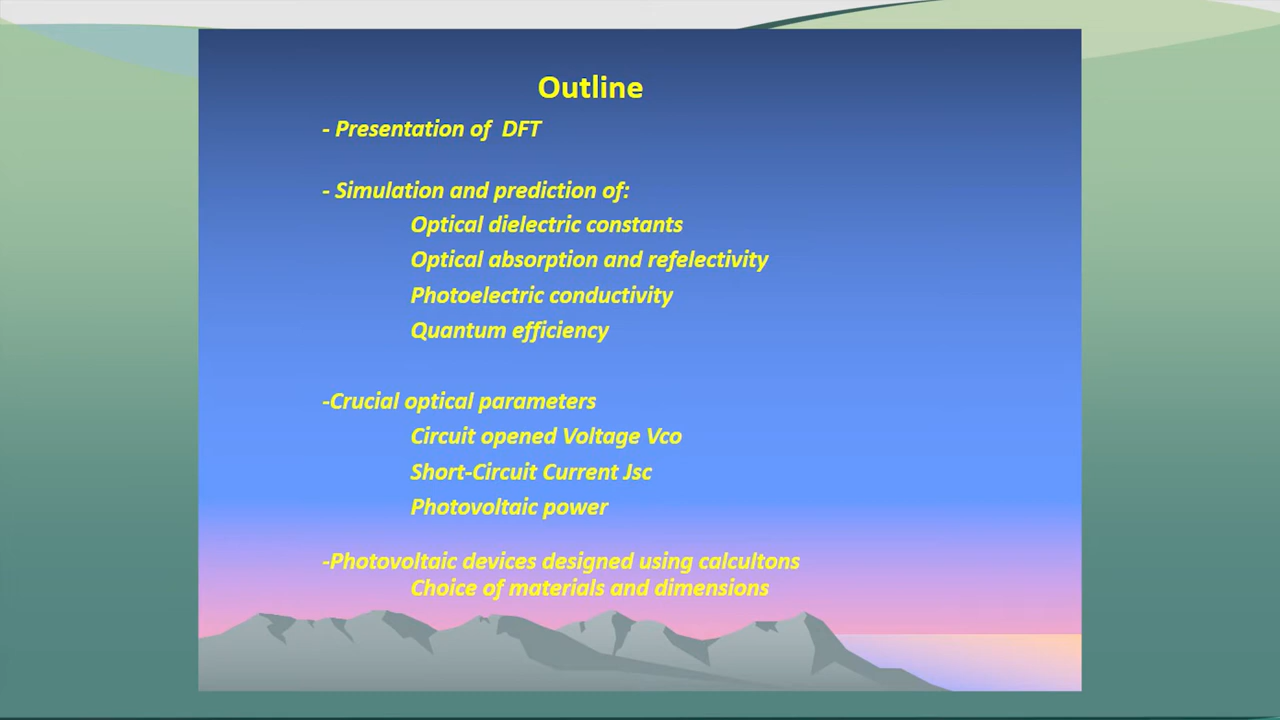 Outline
- Presentation of DFT
- Simulation and prediction of:
Optical dielectric constants
Optical absorption and refelectivity
Photoelectric conductivity
Quantum efficiency
-Crucial optical parameters
Circuit opened Voltage Vco
Short-Circuit Current Jsc
Photovoltaic power
-Photovoltaic devices designed using calcultons
Choice of materials and dimensions